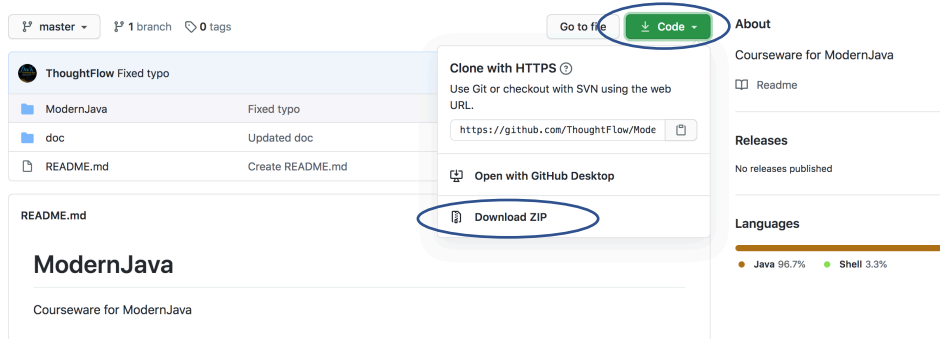 master
1 branch
0 tags
Go to file
Code
ThoughtFlow Fixed typo
ModernJava
Fixed typo
doc
Updated doc
README.md
Create README.md
Clone with HTTPS
Use Git or checkout with SVN using the web
URL.
https://github.com/ThoughtFlow/Mode
Open with GitHub Desktop
Download ZIP
README.md
ModernJava
Courseware for ModernJava
About
Courseware for ModernJava
Readme
Releases
No releases published
Languages
Java 96.7%
Shell 3.3%